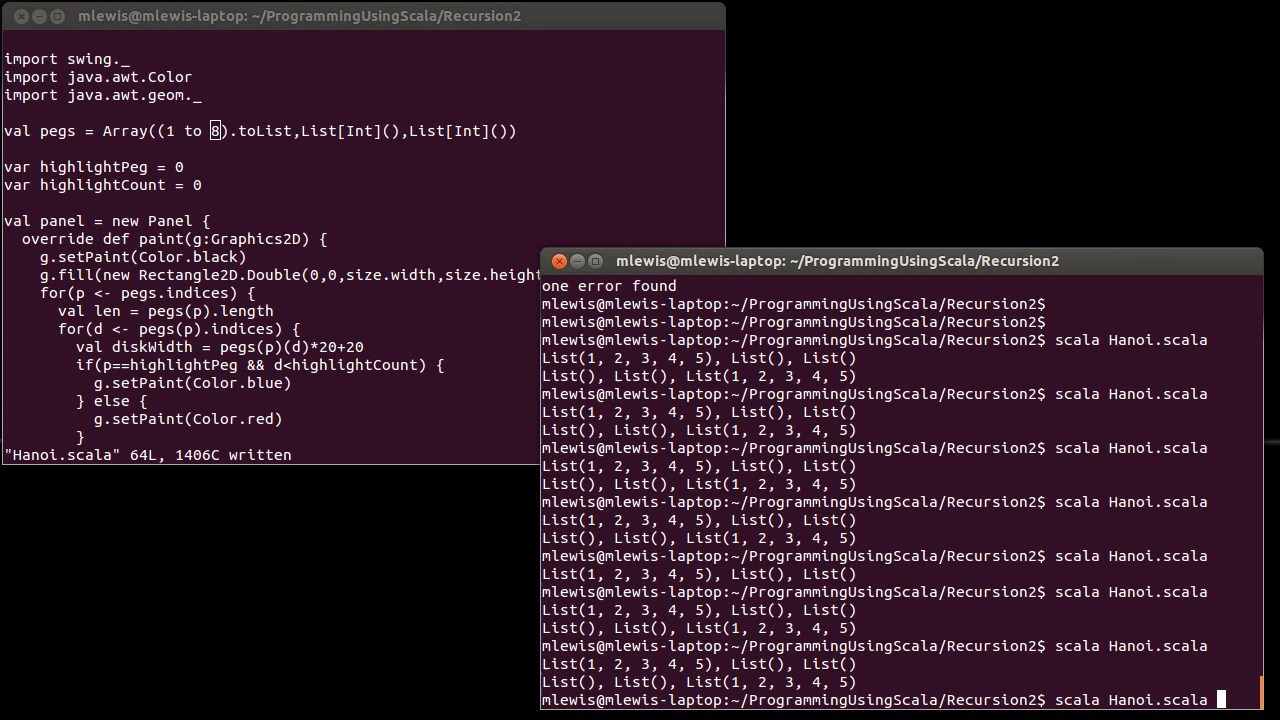 mlewis@mlewis-laptop: ~/ProgrammingUsingScala/Recursion2
import swing._
import java.awt.Color
import java.awt.geom._
val pegs = Array((1 to 8).toList,List[Int](),List[Int]())
var highlightPeg = 0
var highlightCount = 0
val panel = new Panel {
override def paint(g:Graphics2D) {
g.setPaint(Color.black)
g.fill(new Rectangle2D.Double(0,0,size.width,size.height
for(p <- pegs.indices) {
val len = pegs(p).length
for(d <- pegs(p).indices) {
val diskWidth = pegs(p)(d)*20+20
if(p==highlightPeg && d<highlightCount) {
g.setPaint(Color.blue)
} else {
g.setPaint(Color.red)
}
"Hanoi.scala" 64L, 1406C written
mlewis@mlewis-laptop: ~/ProgrammingUsingScala/Recursion2
one error found
mlewis@mlewis-laptop:~/ProgrammingUsingScala/Recursion2$
mlewis@mlewis-laptop:~/ProgrammingUsingScala/Recursion2$
mlewis@mlewis-laptop:~/ProgrammingUsingScala/Recursion2$ scala Hanoi.scala
List(1, 2, 3, 4, 5), List(), List()
List(), List(), List(1, 2, 3, 4, 5)
mlewis@mlewis-laptop:~/ProgrammingUsingScala/Recursion2$ scala Hanoi.scala
List(1, 2, 3, 4, 5), List(), List()
List(), List(), List(1, 2, 3, 4, 5)
mlewis@mlewis-laptop:~/ProgrammingUsingScala/Recursion2$ scala Hanoi.scala
List(1, 2, 3, 4, 5), List(), List()
List(), List(), List(1, 2, 3, 4, 5)
mlewis@mlewis-laptop:~/ProgrammingUsingScala/Recursion2$ scala Hanoi.scala
List(1, 2, 3, 4, 5), List(), List()
List(), List(), List(1, 2, 3, 4, 5)
mlewis@mlewis-laptop:~/ProgrammingUsingScala/Recursion2$ scala Hanoi.scala
List(1, 2, 3, 4, 5), List(), List()
mlewis@mlewis-laptop:~/ProgrammingUsingScala/Recursion2$ scala Hanoi.scala
List(1, 2, 3, 4, 5), List(), List()
List(), List(), List(1, 2, 3, 4, 5)
mlewis@mlewis-laptop:~/ProgrammingUsingScala/Recursion2$ scala Hanoi.scala
List(1, 2, 3, 4, 5), List(), List()
List(), List(), List(1, 2, 3, 4, 5)
mlewis@mlewis-laptop:~/ProgrammingUsingScala/Recursion2$ scala Hanoi.scala